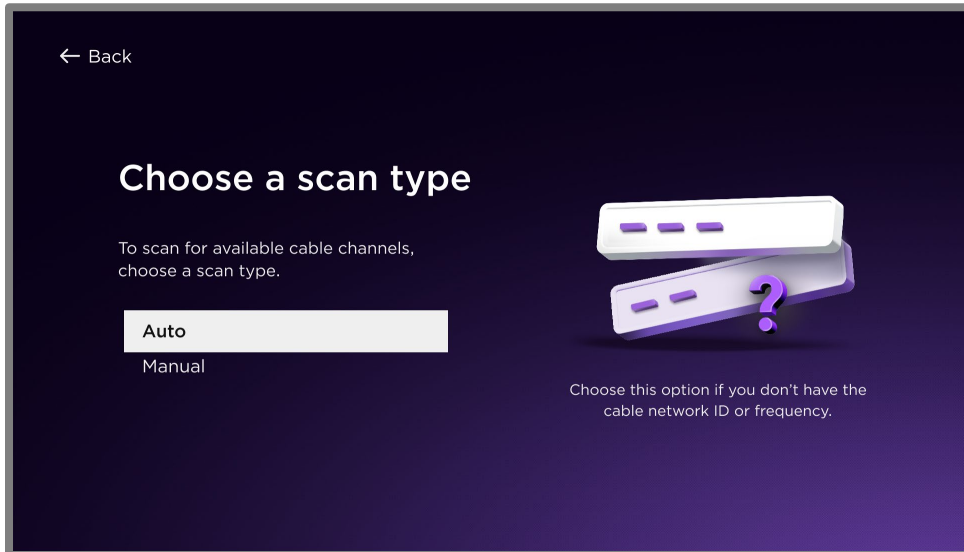 ← Back
Choose a scan type
To scan for available cable channels,
choose a scan type.
Auto
Manual
Choose this option if you don’t have the
cable network ID or frequency.